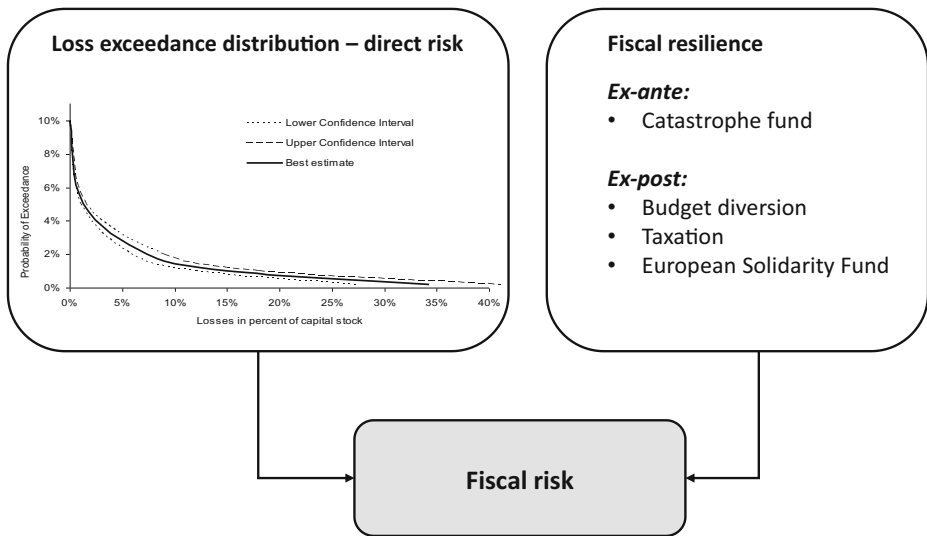 Loss exceedance distribution – direct risk
10%
8%
6%
4%
2%
0%
Probability of Exceedance
Lower Confidence Interval
Upper Confidence Interval
Best estimate
0% 5% 10% 15% 20% 25% 30% 35% 40%
Losses in percent of capital stock
Fiscal resilience
Ex-ante:
• Catastrophe fund
Ex-post:
• Budget diversion
• Taxation
• European Solidarity Fund
Fiscal risk